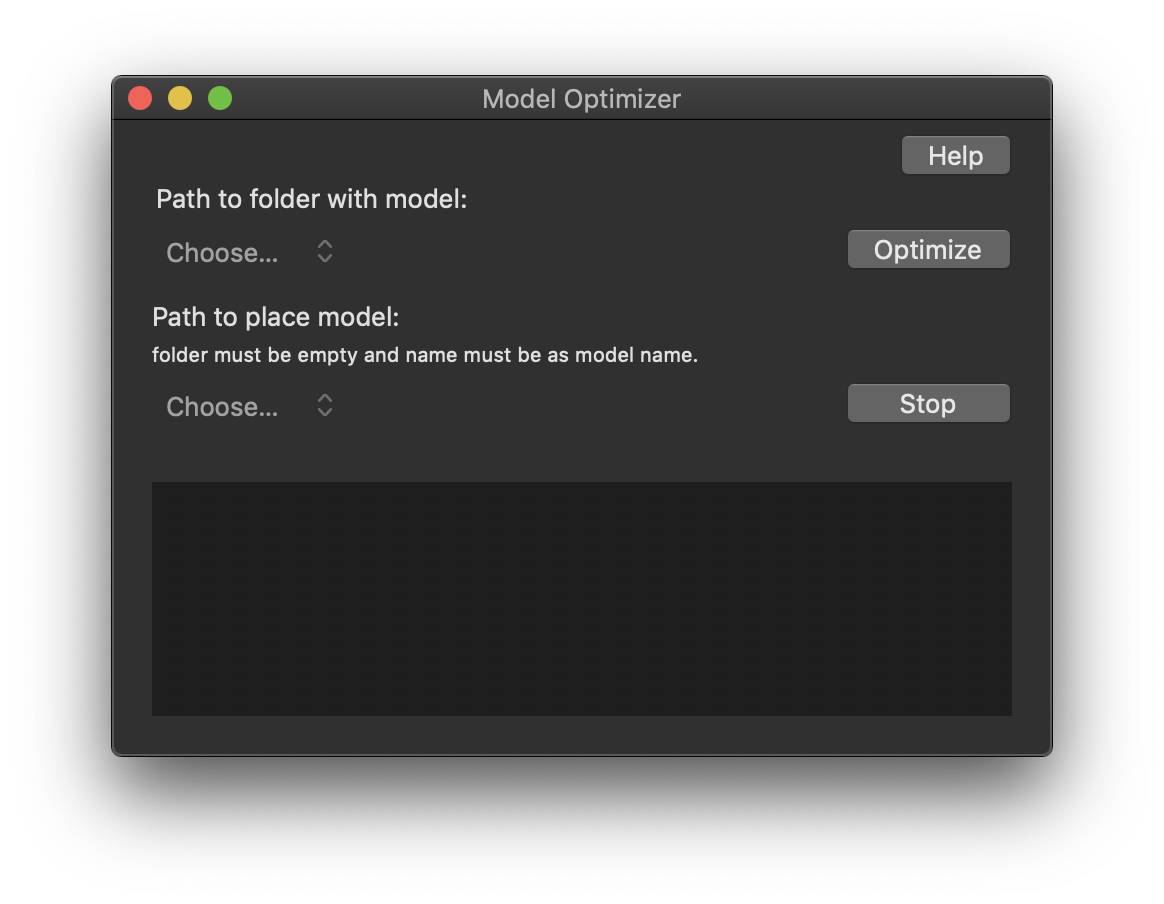 Model Optimizer
Help
Path to folder with model:
Choose...
Optimize
Path to place model:
folder must be empty and name must be as model name.
Choose...
Stop